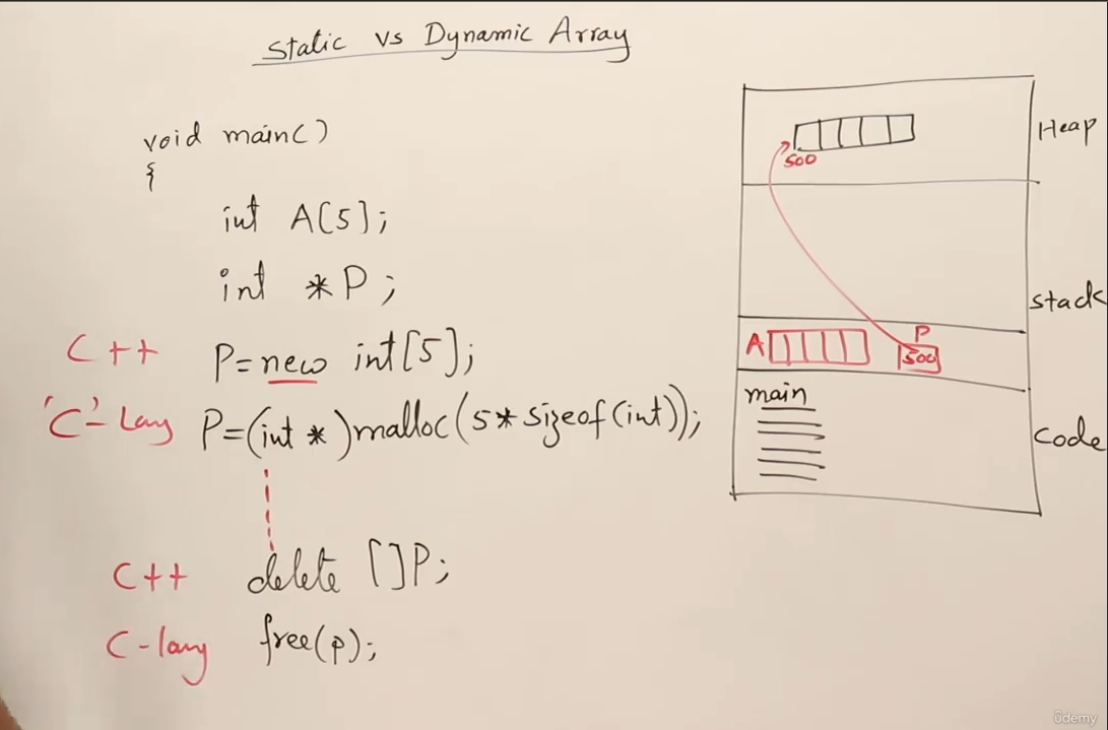 Static vs Dynamic Array
void main()
{
int A[5];
int *P;
C++ P=new int[5];
'C'-Lang P=(int *)malloc(5*sizeof(int));
C++ delete []P;
C-lang free(p);
Heap
500
Stack
A
P
500
main
Code
ûdemy